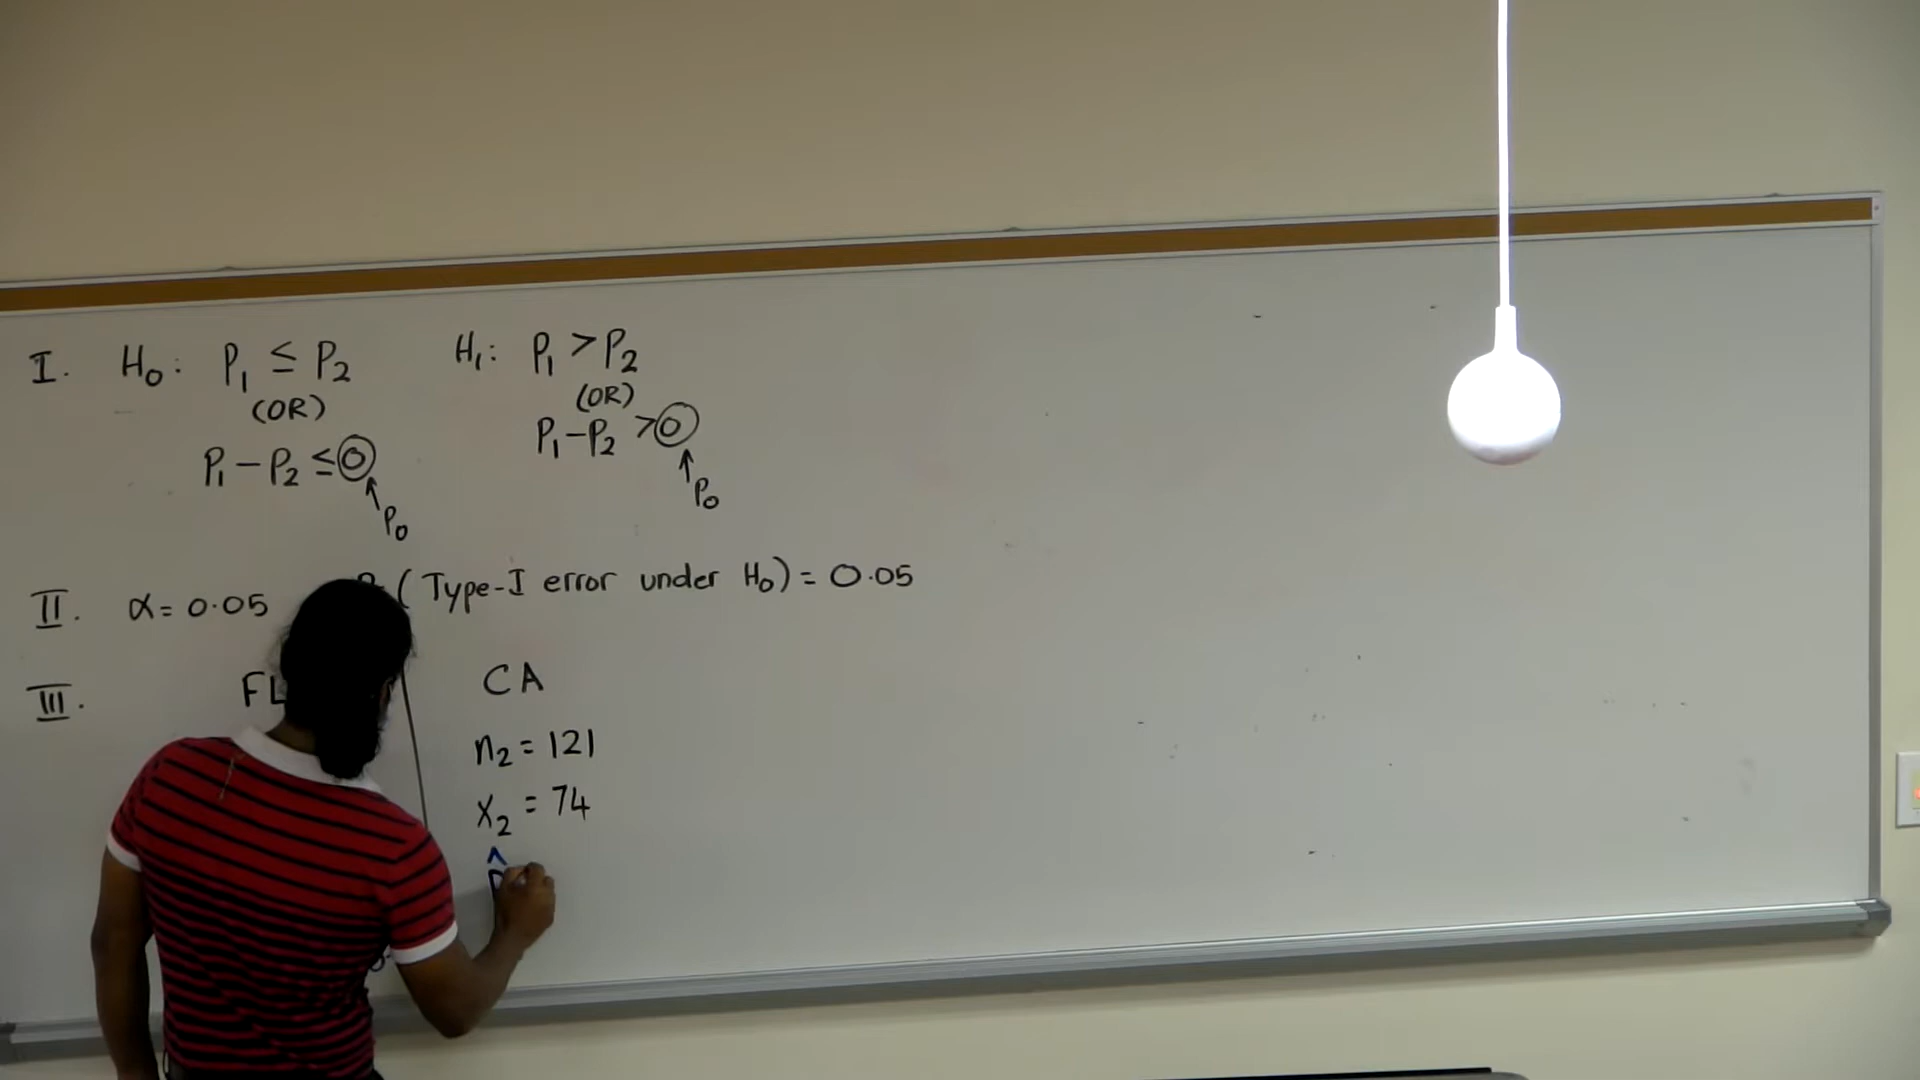 I. H₀: P₁ ≤ P₂ H₁: P₁ > P₂
(OR) (OR)
P₁ - P₂ ≤ 0 P₁ - P₂ > 0
↑ ↑
P₀ P₀
II. α = 0.05 (Type-I error under H₀) = 0.05
III. FL CA
n₂ = 121
x₂ = 74